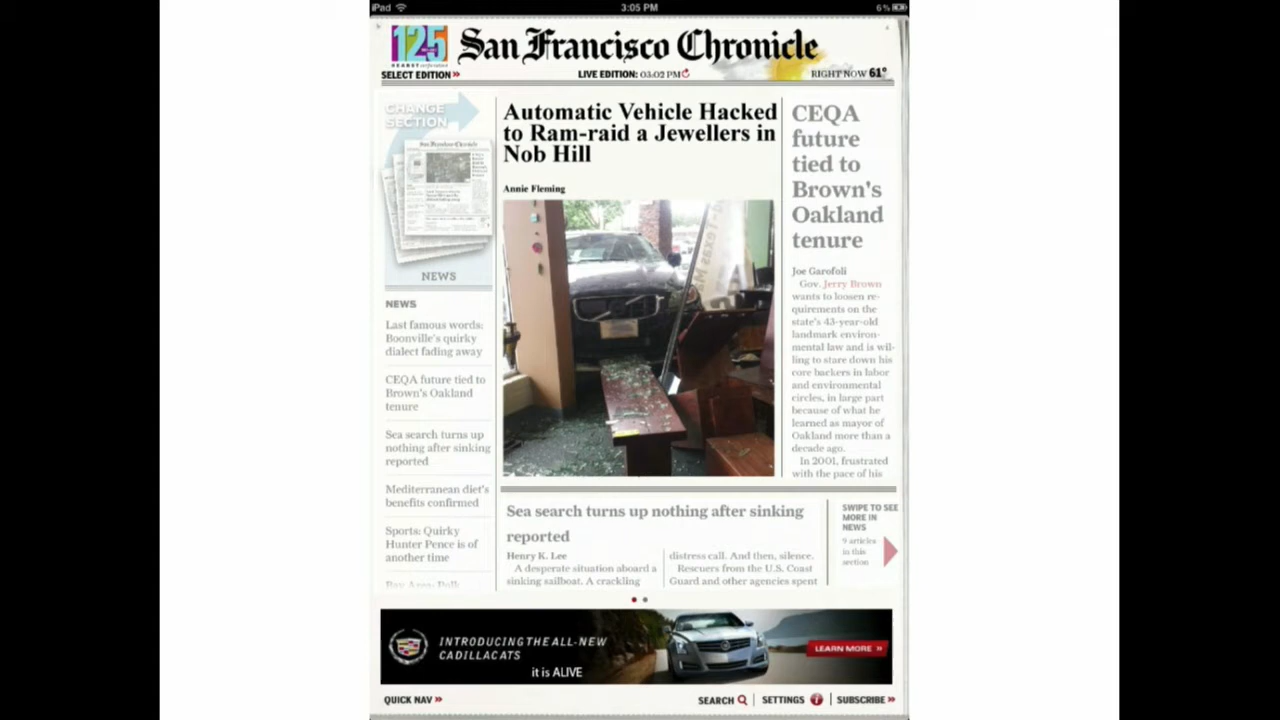 iPad
3:05 PM
6%
125
HEARST
San Francisco Chronicle
SELECT EDITION »
LIVE EDITION: 03:02 PM
RIGHT NOW 61°
CHANGE
SECTION
San Francisco Chronicle
NEWS
NEWS
Last famous words:
Boonville's quirky
dialect fading away
CEQA future tied to
Brown's Oakland
tenure
Sea search turns up
nothing after sinking
reported
Mediterranean diet's
benefits confirmed
Sports: Quirky
Hunter Pence is of
another time
Automatic Vehicle Hacked
to Ram-raid a Jewellers in
Nob Hill
Annie Fleming
CEQA
future
tied to
Brown's
Oakland
tenure
Joe Garofoli
Gov. Jerry Brown
wants to loosen re-
quirements on the
state's 43-year-old
landmark environ-
mental law and is wil-
ling to stare down his
core backers in labor
and environmental
circles, in large part
because of what he
learned as mayor of
Oakland more than a
decade ago.
In 2001, frustrated
with the pace of his
Sea search turns up nothing after sinking
reported
Henry K. Lee
A desperate situation aboard a
sinking sailboat. A crackling
distress call. And then, silence.
Rescuers from the U.S. Coast
Guard and other agencies spent
SWIPE TO SEE
MORE IN
NEWS
9 articles
in this
section
INTRODUCING THE ALL-NEW
CADILLAC ATS
it is ALIVE
LEARN MORE »
QUICK NAV »
SEARCH
SETTINGS
SUBSCRIBE »